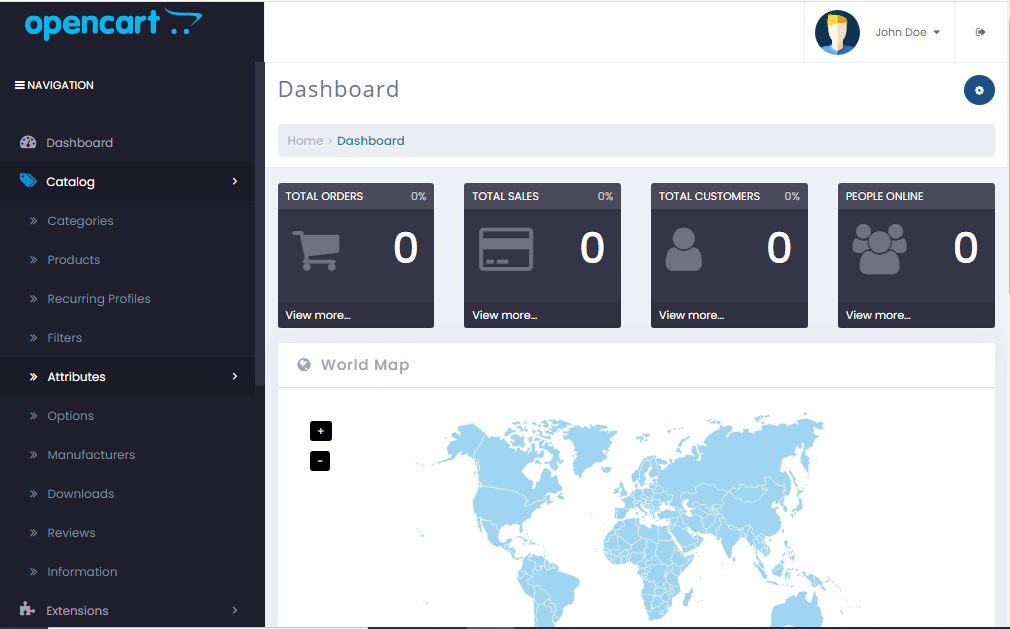 opencart
John Doe
NAVIGATION
Dashboard
Home › Dashboard
Dashboard
Catalog
Categories
Products
Recurring Profiles
Filters
Attributes
Options
Manufacturers
Downloads
Reviews
Information
Extensions
TOTAL ORDERS 0%
0
View more...
TOTAL SALES 0%
0
View more...
TOTAL CUSTOMERS 0%
0
View more...
PEOPLE ONLINE
0
View more...
World Map
+
-